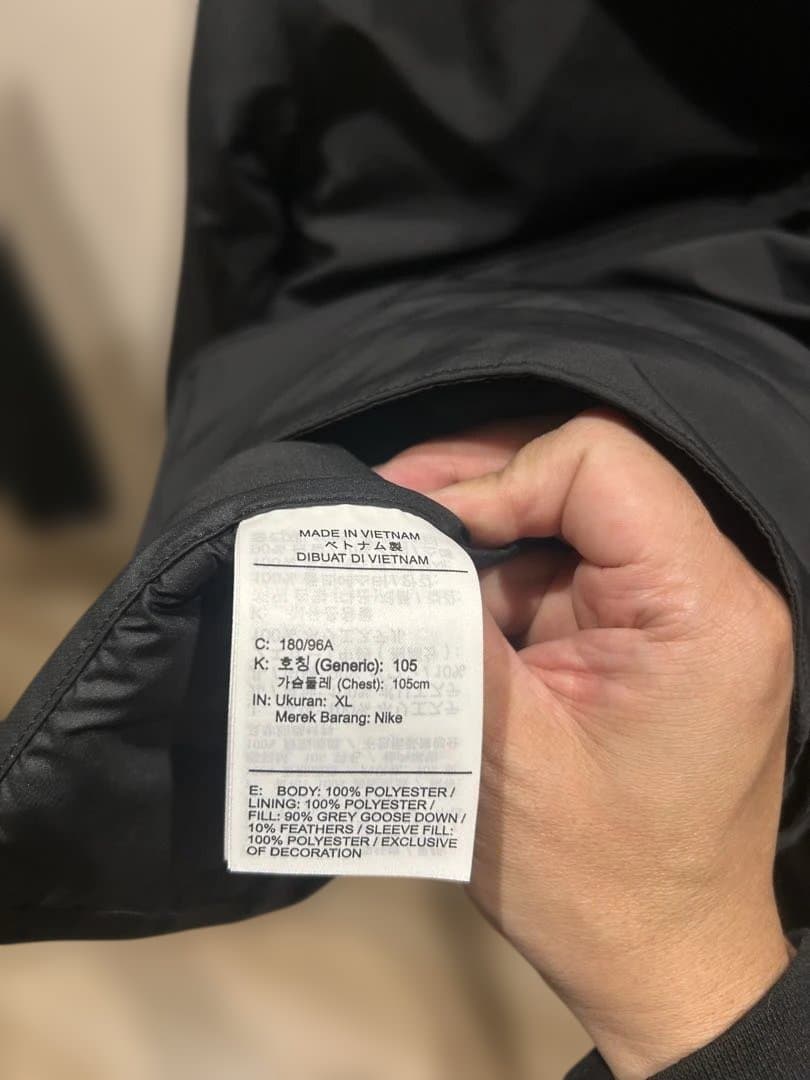 MADE IN VIETNAM
ベトナム製
DIBUAT DI VIETNAM
C: 180/96A
K: 호칭 (Generic): 105
가슴둘레 (Chest): 105cm
IN: Ukuran: XL
Merek Barang: Nike
E: BODY: 100% POLYESTER /
LINING: 100% POLYESTER /
FILL: 90% GREY GOOSE DOWN /
10% FEATHERS / SLEEVE FILL:
100% POLYESTER / EXCLUSIVE
OF DECORATION